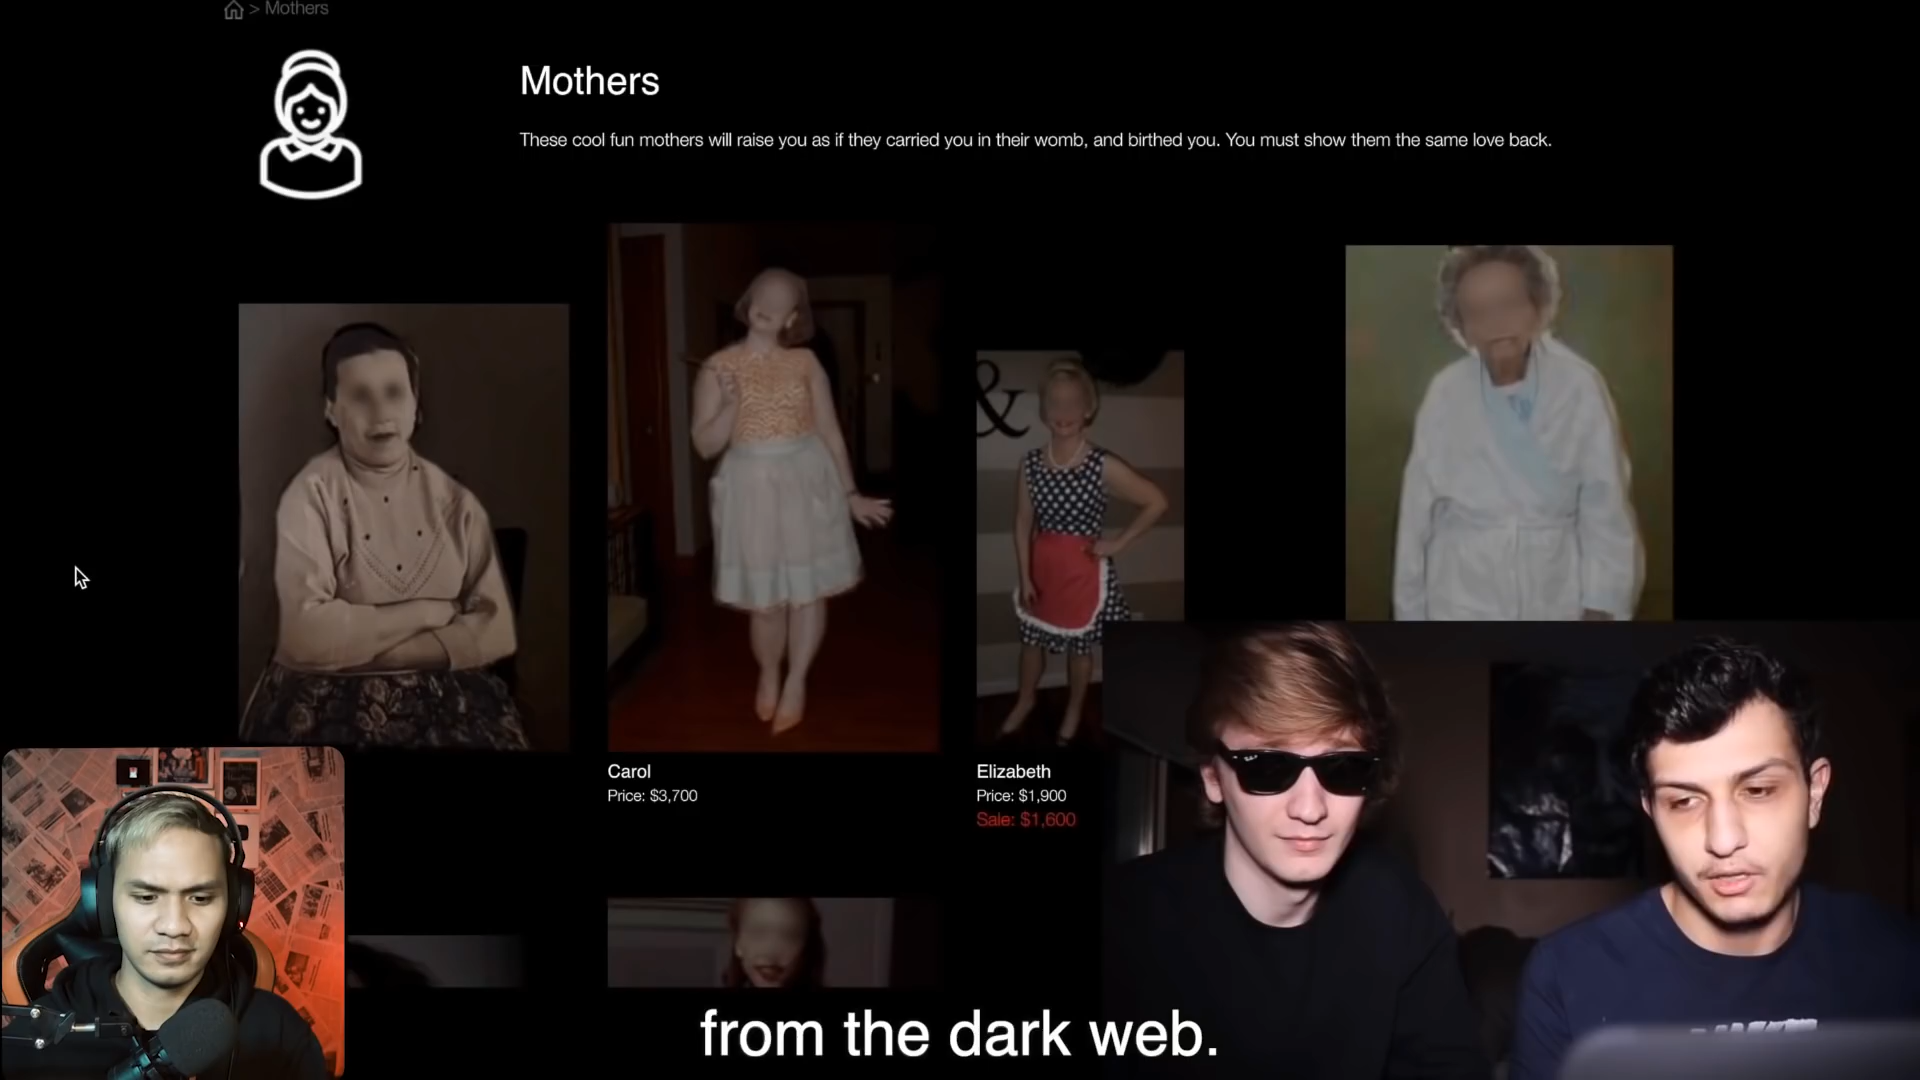 > Mothers
Mothers
These cool fun mothers will raise you as if they carried you in their womb, and birthed you. You must show them the same love back.
&
Carol
Price: $3,700
Elizabeth
Price: $1,900
Sale: $1,600
from the dark web.